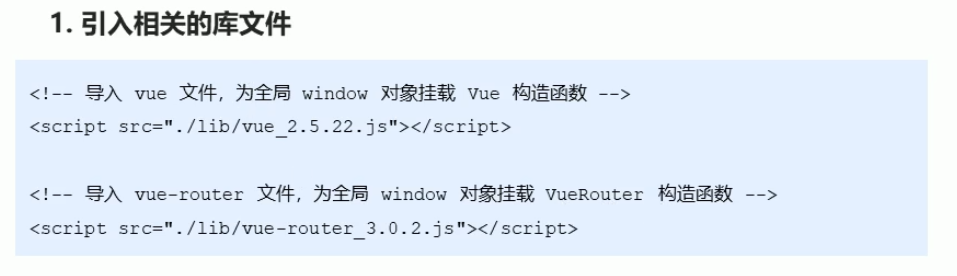 1. 引入相关的库文件
<!-- 导入 vue 文件，为全局 window 对象挂载 Vue 构造函数 -->
<script src="./lib/vue_2.5.22.js"></script>
<!-- 导入 vue-router 文件，为全局 window 对象挂载 VueRouter 构造函数 -->
<script src="./lib/vue-router_3.0.2.js"></script>